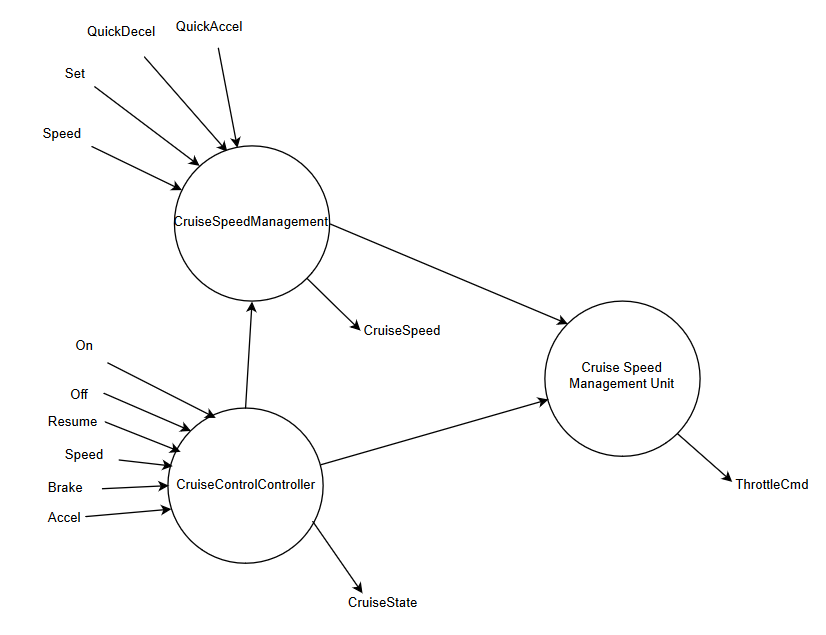 QuickDecel
QuickAccel
Set
Speed
CruiseSpeedManagement
CruiseSpeed
On
Off
Resume
Speed
Brake
Accel
CruiseControlController
CruiseState
Cruise Speed
Management Unit
ThrottleCmd